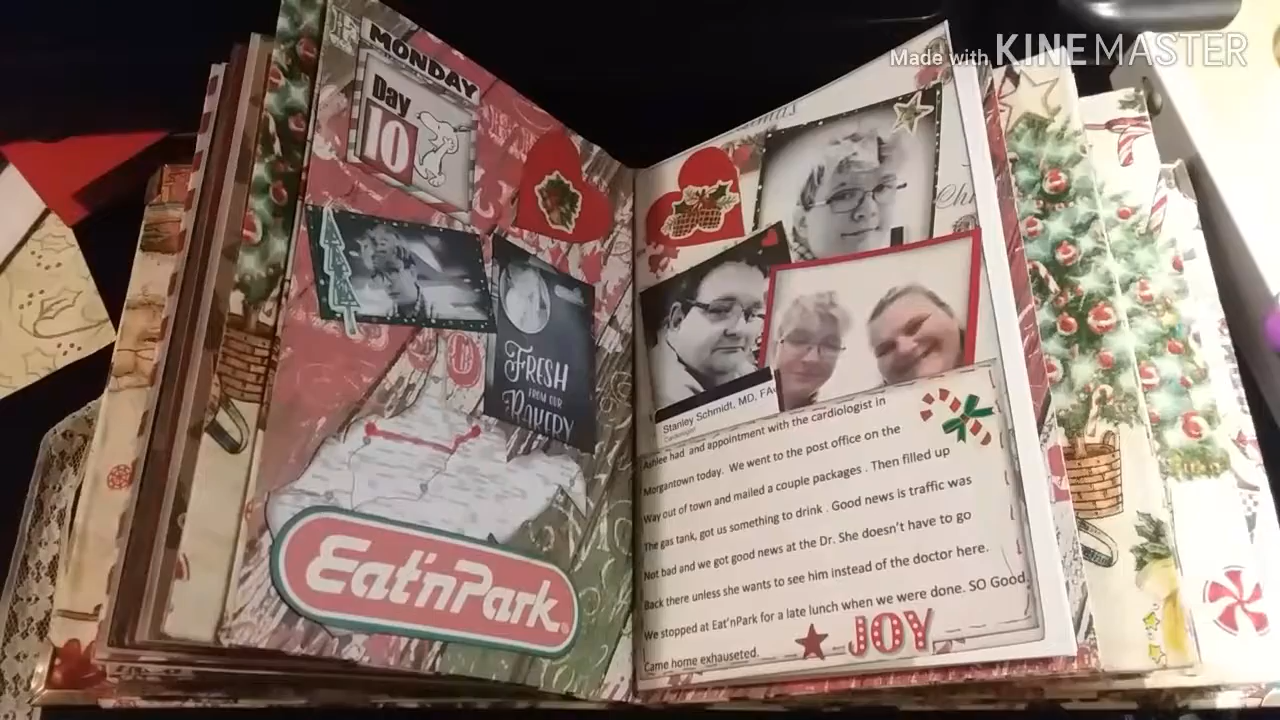 Made with KINEMASTER
MONDAY
Day
10
FRESH
FROM OUR
BAKERY
Eat'nPark
Stanley Schmidt, MD,
Cardiologist
Ashlee had and appointment with the cardiologist in
Morgantown today. We went to the post office on the
Way out of town and mailed a couple packages . Then filled up
The gas tank, got us something to drink . Good news is traffic was
Not bad and we got good news at the Dr. She doesn't have to go
Back there unless she wants to see him instead of the doctor here.
We stopped at Eat'nPark for a late lunch when we were done. SO Good.
Came home exhauseted.
JOY